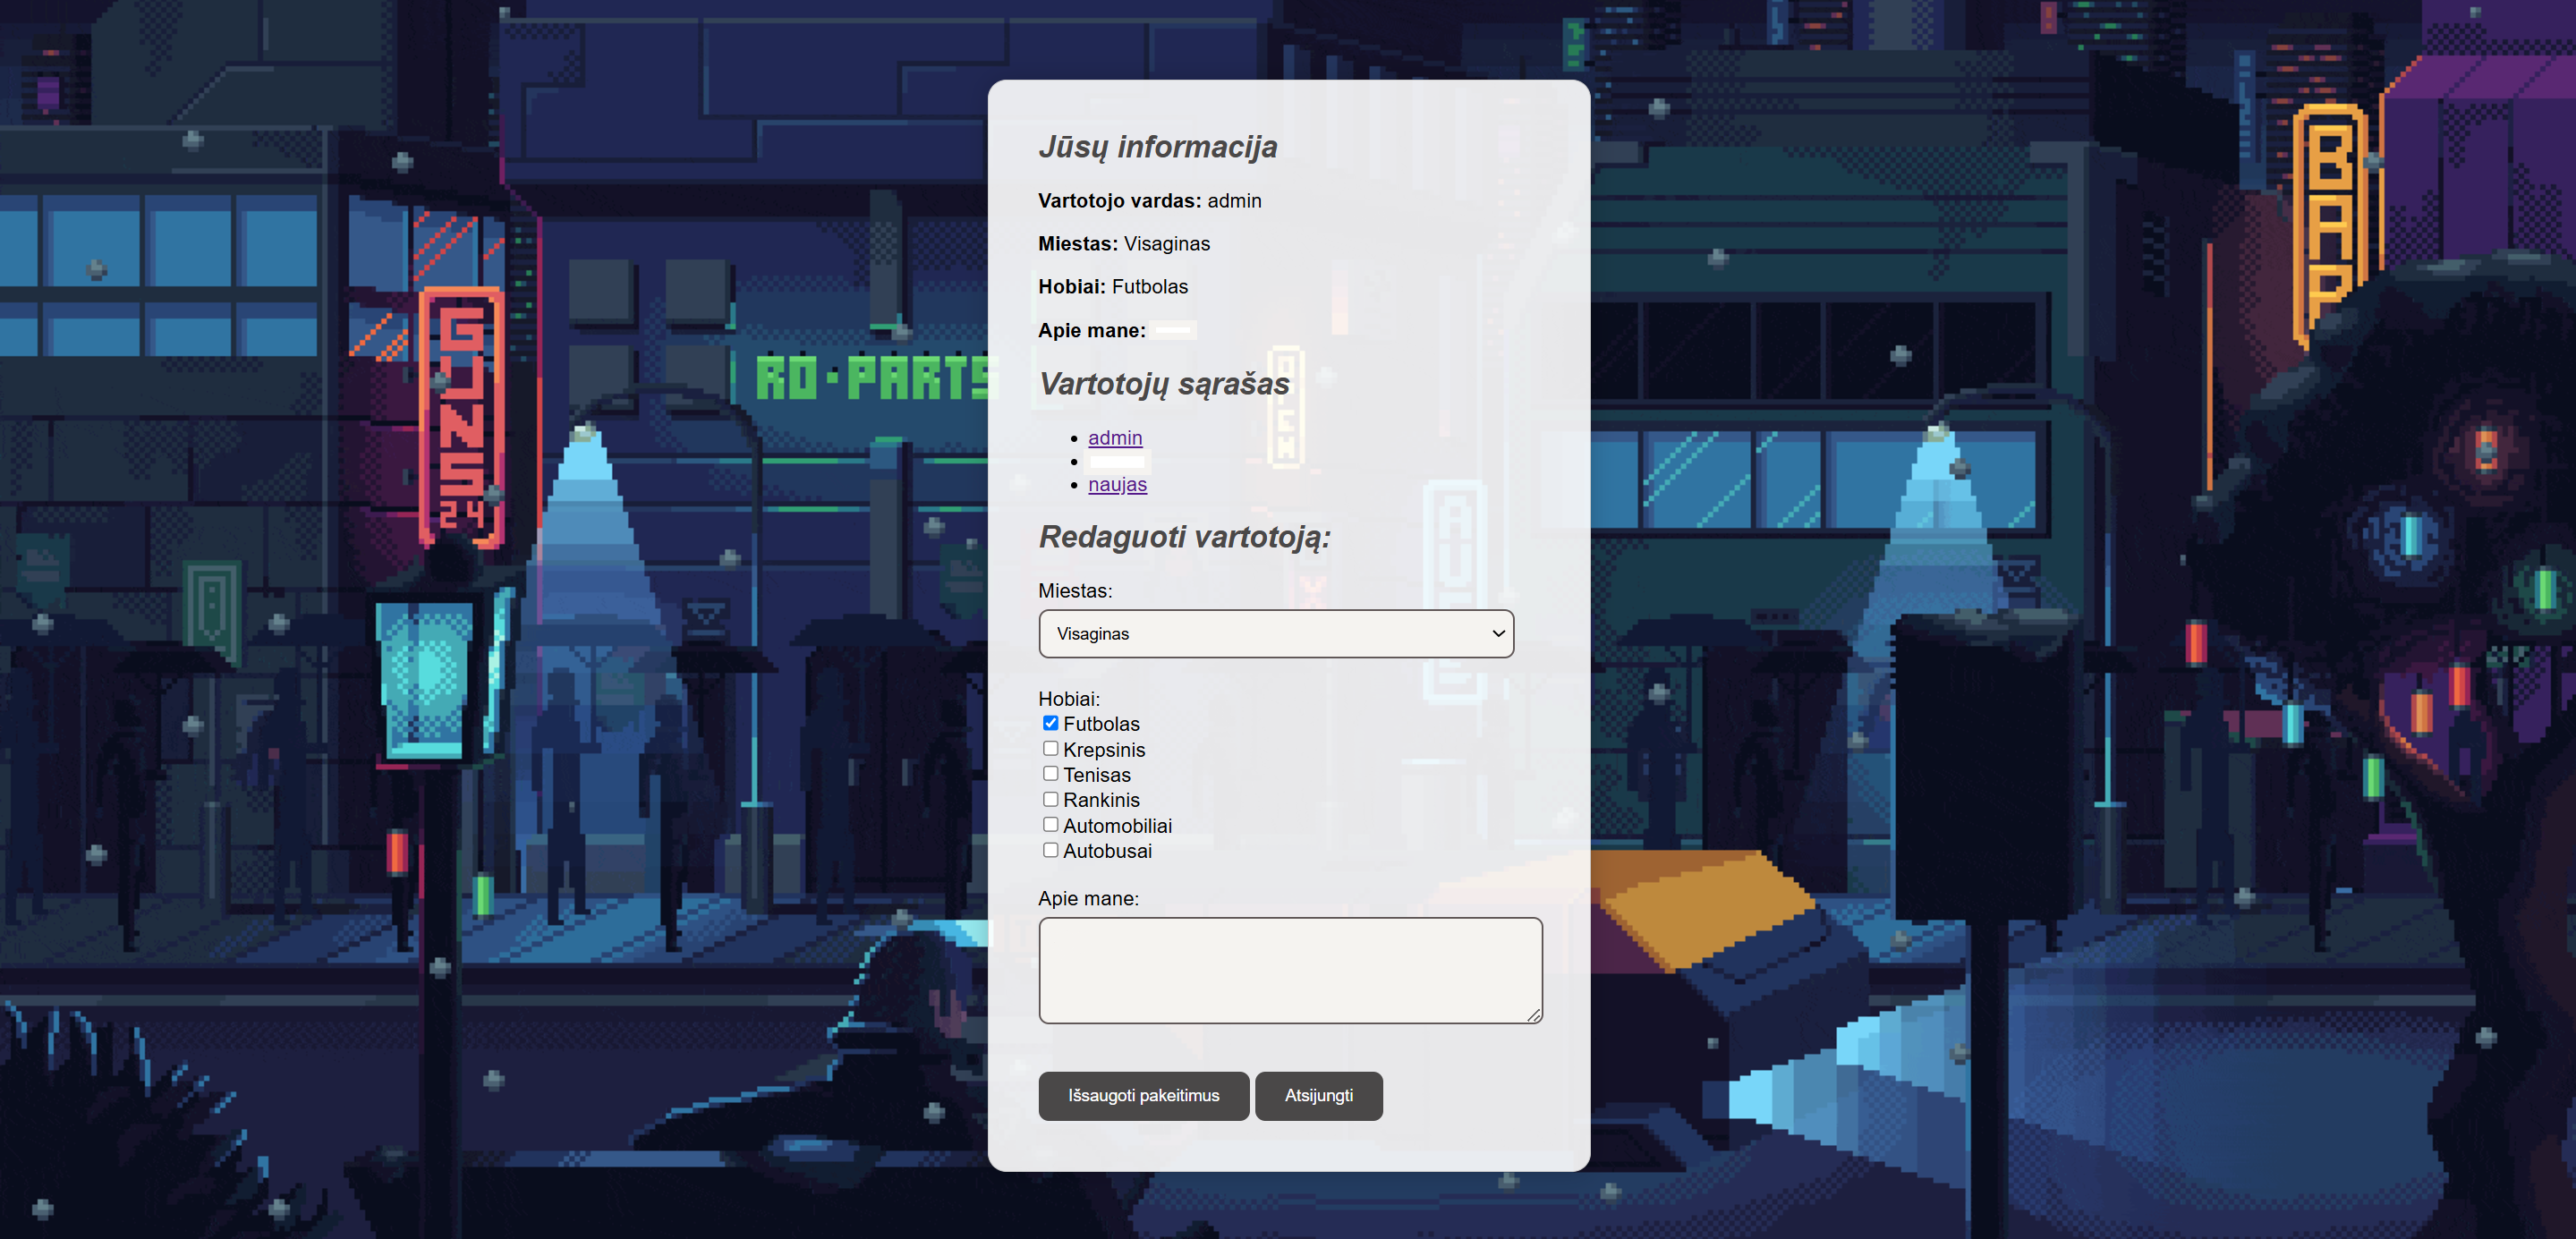 Jūsų informacija
Vartotojo vardas: admin
Miestas: Visaginas
Hobiai: Futbolas
Apie mane:
Vartotojų sąrašas
admin
naujas
Redaguoti vartotoją:
Miestas:
Visaginas
Hobiai:
Futbolas
Krepsinis
Tenisas
Rankinis
Automobiliai
Autobusai
Apie mane:
Išsaugoti pakeitimus Atsijungti
GUNS
24
RO·PARTS
BAR